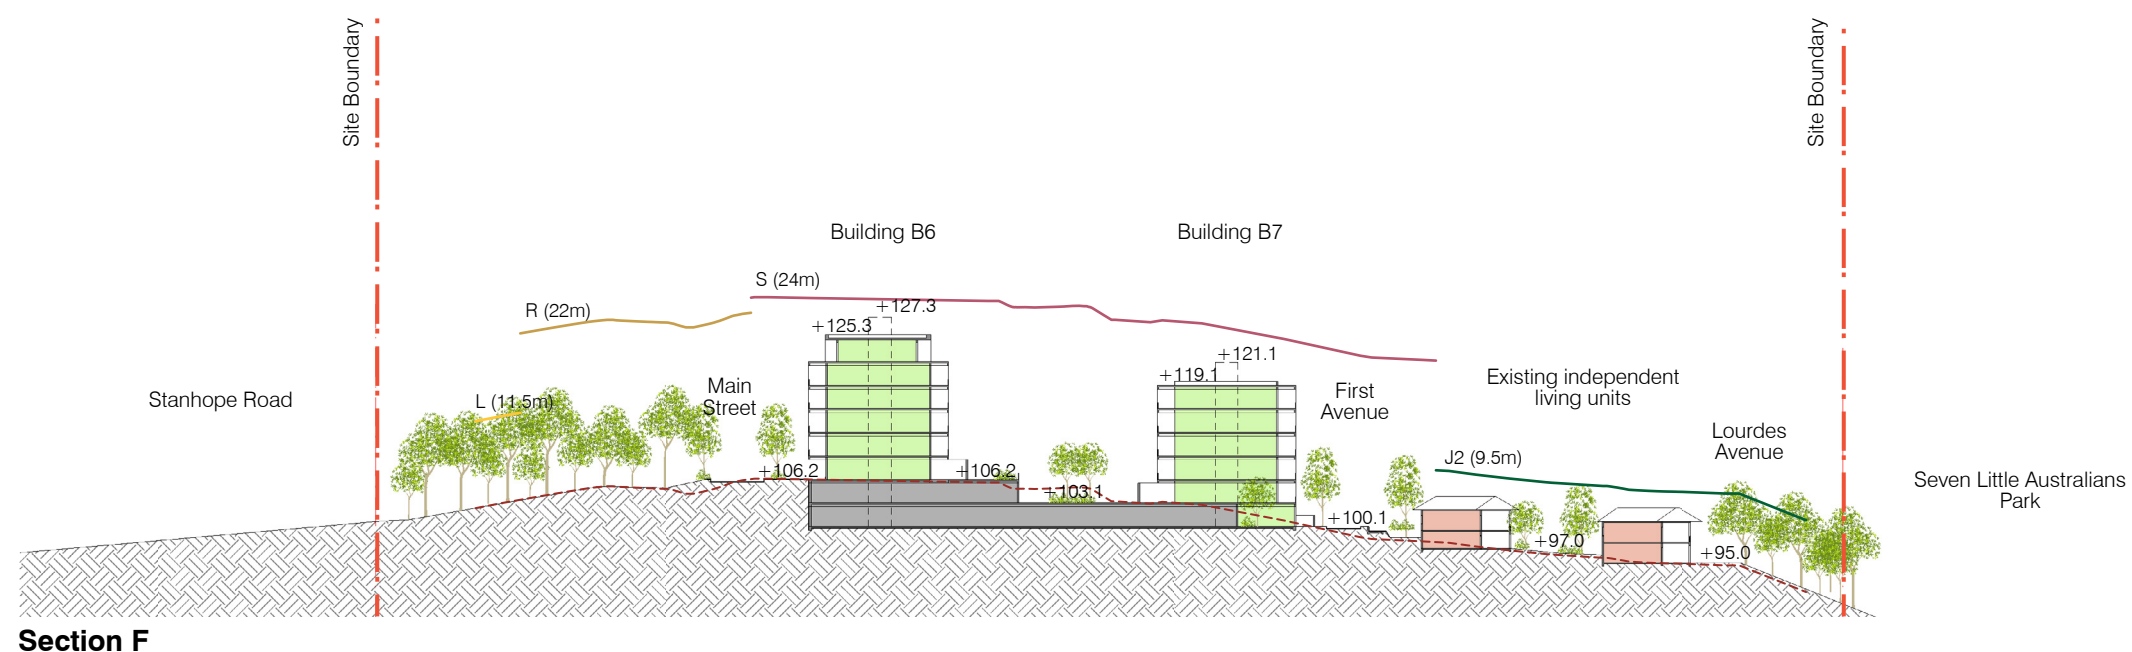 Site Boundary
Site Boundary
Building B6
Building B7
S (24m)
R (22m)
+127.3
+125.3
+121.1
+119.1
Stanhope Road
L (11.5m)
Main
Street
First
Avenue
Existing independent
living units
Lourdes
Avenue
J2 (9.5m)
Seven Little Australians
Park
+106.2
+106.2
+103.1
+100.1
+97.0
+95.0
Section F